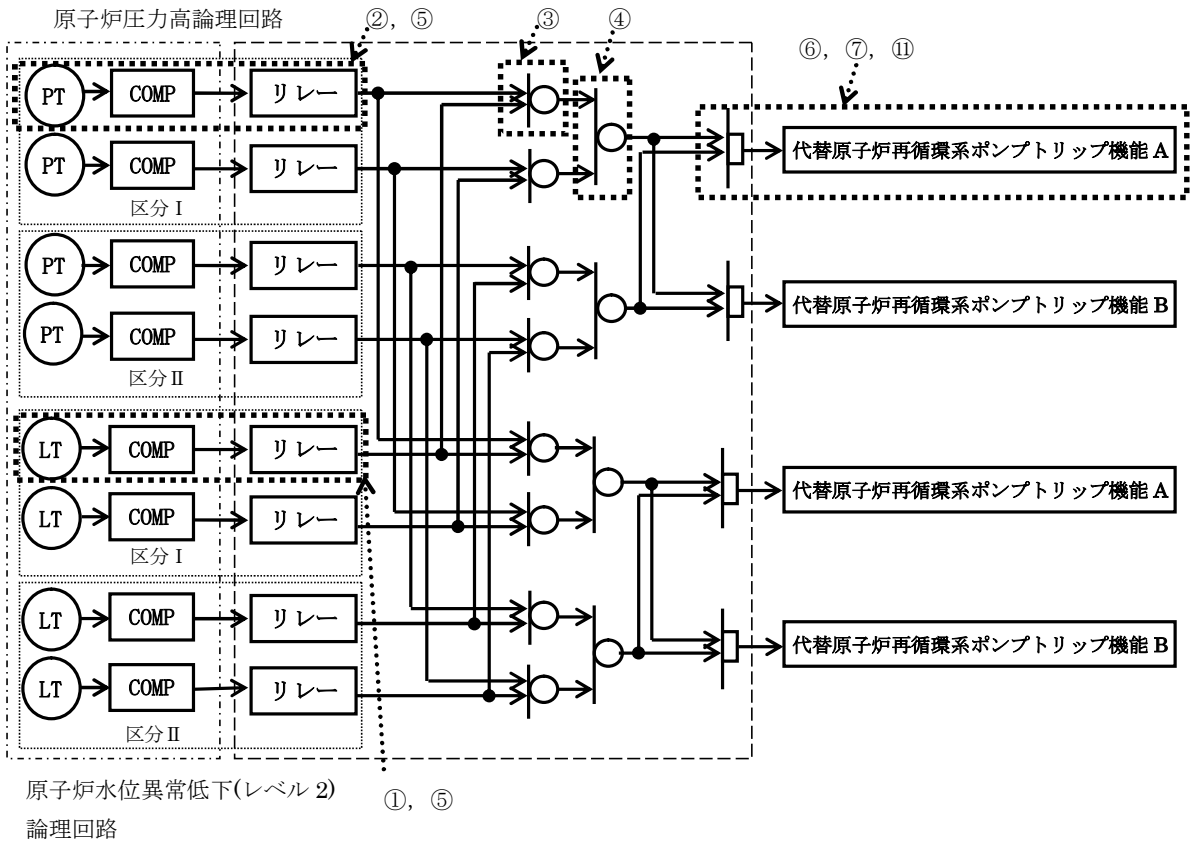 原子炉圧力高論理回路
②，⑤
③
④
⑥，⑦，⑪
PT
COMP
リレー
代替原子炉再循環系ポンプトリップ機能 A
PT
COMP
リレー
区分Ⅰ
PT
COMP
リレー
代替原子炉再循環系ポンプトリップ機能 B
PT
COMP
リレー
区分Ⅱ
LT
COMP
リレー
代替原子炉再循環系ポンプトリップ機能 A
LT
COMP
リレー
区分Ⅰ
LT
COMP
リレー
代替原子炉再循環系ポンプトリップ機能 B
LT
COMP
リレー
区分Ⅱ
原子炉水位異常低下(レベル 2)
論理回路
①，⑤